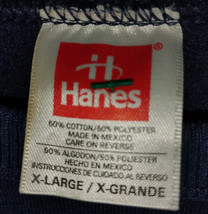 H®
Hanes
50% COTTON/50% POLYESTER
MADE IN MEXICO
CARE ON REVERSE
50% ALGODON/50% POLIESTER
HECHO EN MEXICO
INSTRUCCIONES DE CUIDADO AL REVERSO
X-LARGE / X-GRANDE